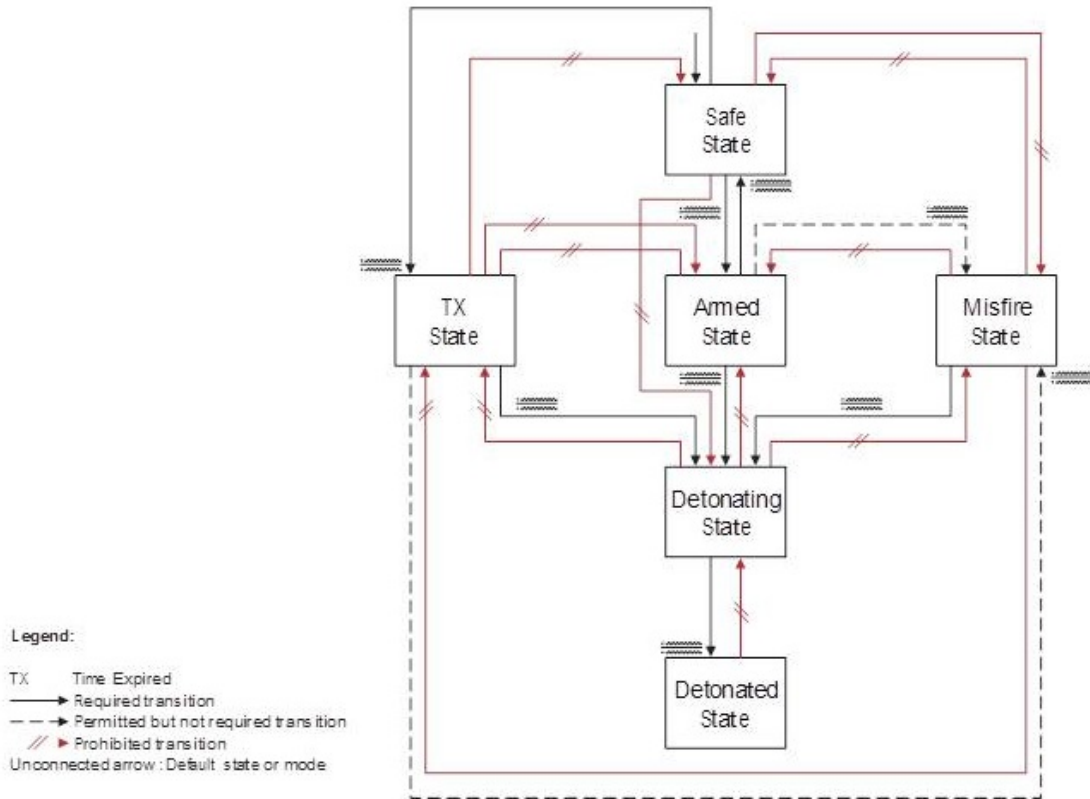 Safe
State
TX
State
Armed
State
Misfire
State
Detonating
State
Detonated
State
Legend:
TX Time Expired
Required transition
Permitted but not required transition
Prohibited transition
Unconnected arrow : Default state or mode